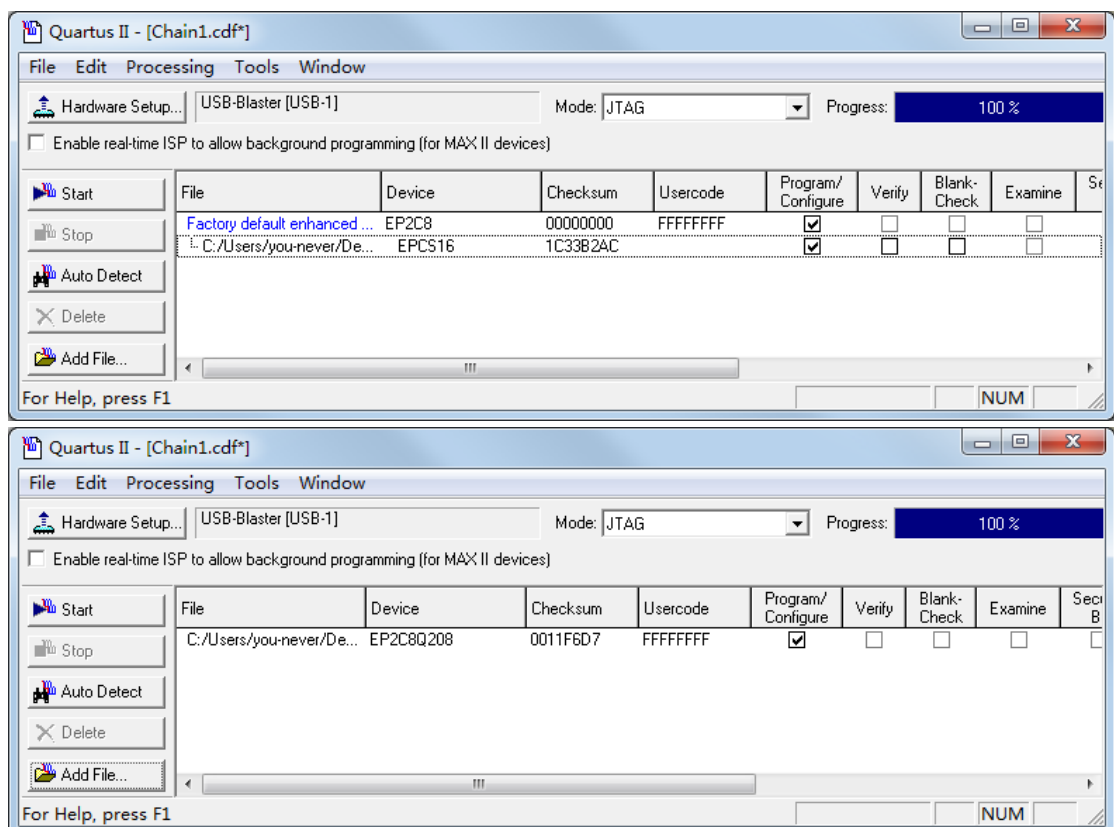 Quartus II - [Chain1.cdf*]
File Edit Processing Tools Window
Hardware Setup... USB-Blaster [USB-1] Mode: JTAG Progress: 100 %
Enable real-time ISP to allow background programming (for MAX II devices)
Start
Stop
Auto Detect
Delete
Add File...
File Device Checksum Usercode Program/ Configure Verify Blank- Check Examine Se
Factory default enhanced ... EP2C8 00000000 FFFFFFFF
C:/Users/you-never/De... EPCS16 1C33B2AC
For Help, press F1 NUM
Quartus II - [Chain1.cdf*]
File Edit Processing Tools Window
Hardware Setup... USB-Blaster [USB-1] Mode: JTAG Progress: 100 %
Enable real-time ISP to allow background programming (for MAX II devices)
Start
Stop
Auto Detect
Delete
Add File...
File Device Checksum Usercode Program/ Configure Verify Blank- Check Examine Secu B
C:/Users/you-never/De... EP2C8Q208 0011F6D7 FFFFFFFF
For Help, press F1 NUM